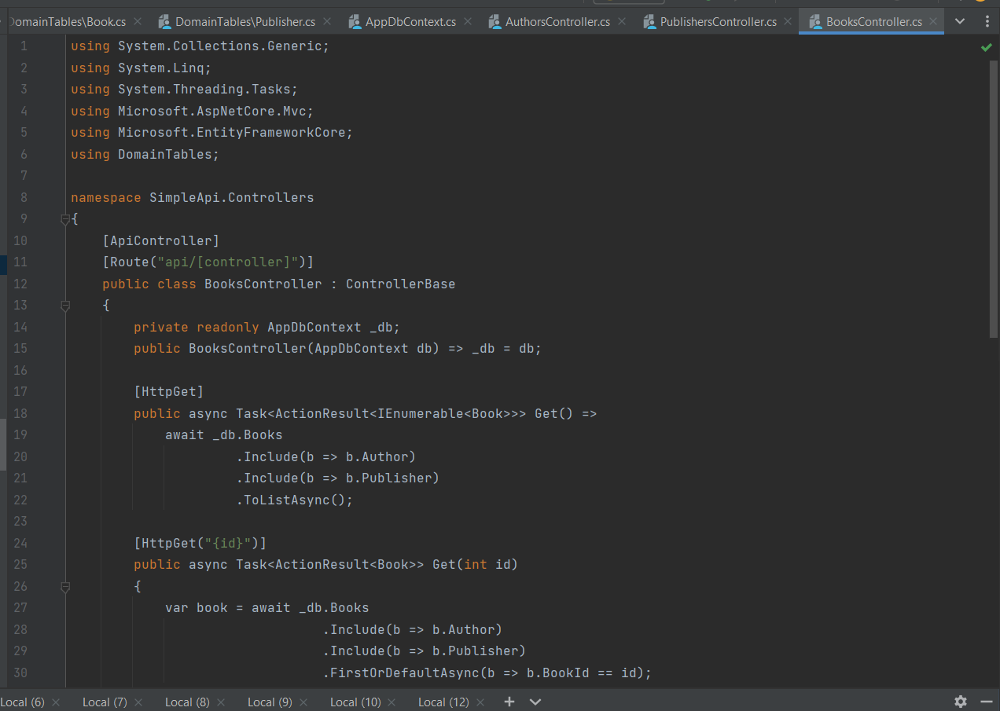 DomainTables\Book.cs DomainTables\Publisher.cs AppDbContext.cs AuthorsController.cs PublishersController.cs BooksController.cs
1 using System.Collections.Generic;
2 using System.Linq;
3 using System.Threading.Tasks;
4 using Microsoft.AspNetCore.Mvc;
5 using Microsoft.EntityFrameworkCore;
6 using DomainTables;
7
8 namespace SimpleApi.Controllers
9 {
10     [ApiController]
11     [Route("api/[controller]")]
12     public class BooksController : ControllerBase
13     {
14         private readonly AppDbContext _db;
15         public BooksController(AppDbContext db) => _db = db;
16
17         [HttpGet]
18         public async Task<ActionResult<IEnumerable<Book>>> Get() =>
19             await _db.Books
20                      .Include(b => b.Author)
21                      .Include(b => b.Publisher)
22                      .ToListAsync();
23
24         [HttpGet("{id}")]
25         public async Task<ActionResult<Book>> Get(int id)
26         {
27             var book = await _db.Books
28                                 .Include(b => b.Author)
29                                 .Include(b => b.Publisher)
30                                 .FirstOrDefaultAsync(b => b.BookId == id);
Local (6) Local (7) Local (8) Local (9) Local (10) Local (12)